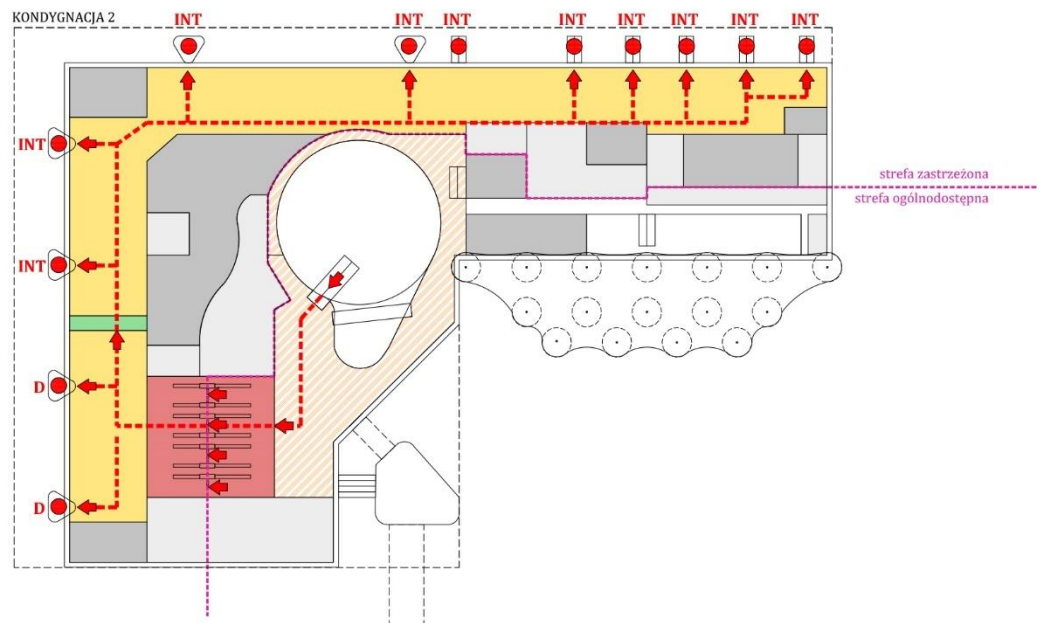 KONDYGNACJA 2
INT
INT
INT
INT
INT
INT
INT
INT
INT
strefa zastrzeżona
strefa ogólnodostępna
INT
D
D